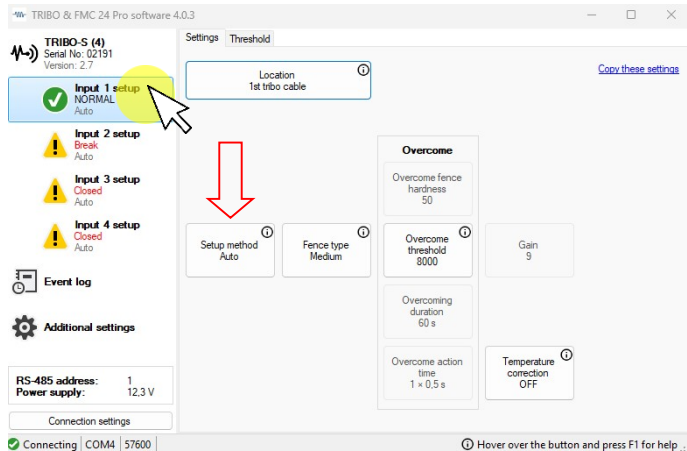 TRIBO & FMC 24 Pro software 4.0.3
TRIBO-S (4)
Serial No: 02191
Version: 2.7
Input 1 setup
NORMAL
Auto
Input 2 setup
Break
Auto
Input 3 setup
Closed
Auto
Input 4 setup
Closed
Auto
Event log
Additional settings
RS-485 address: 1
Power supply: 12,3 V
Connection settings
Settings Threshold
Location
1st tribo cable
Copy these settings
Setup method
Auto
Fence type
Medium
Overcome
Overcome fence
hardness
50
Overcome
threshold
8000
Overcoming
duration
60 s
Overcome action
time
1 × 0,5 s
Gain
9
Temperature
correction
OFF
Connecting COM4 57600
Hover over the button and press F1 for help